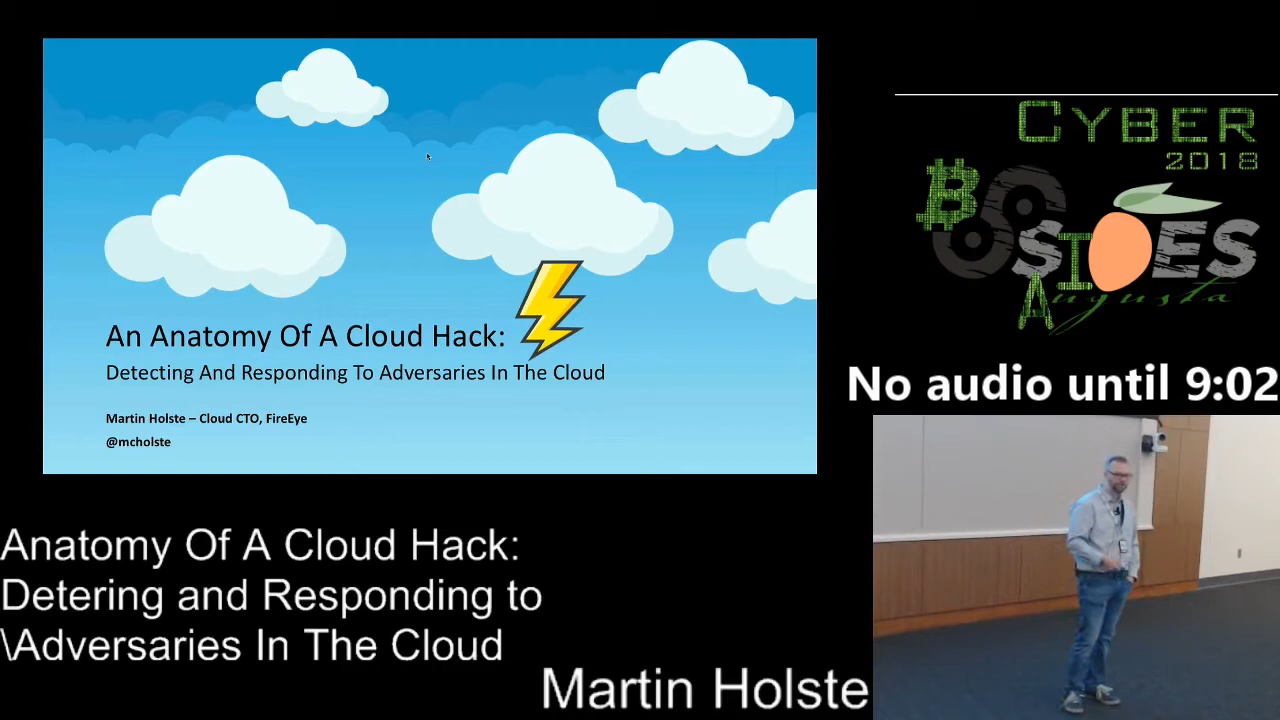 An Anatomy Of A Cloud Hack:
Detecting And Responding To Adversaries In The Cloud
Martin Holste – Cloud CTO, FireEye
@mcholste
CYBER
2018
BSIDES
Augusta
No audio until 9:02
Anatomy Of A Cloud Hack:
Detering and Responding to
\Adversaries In The Cloud
Martin Holste